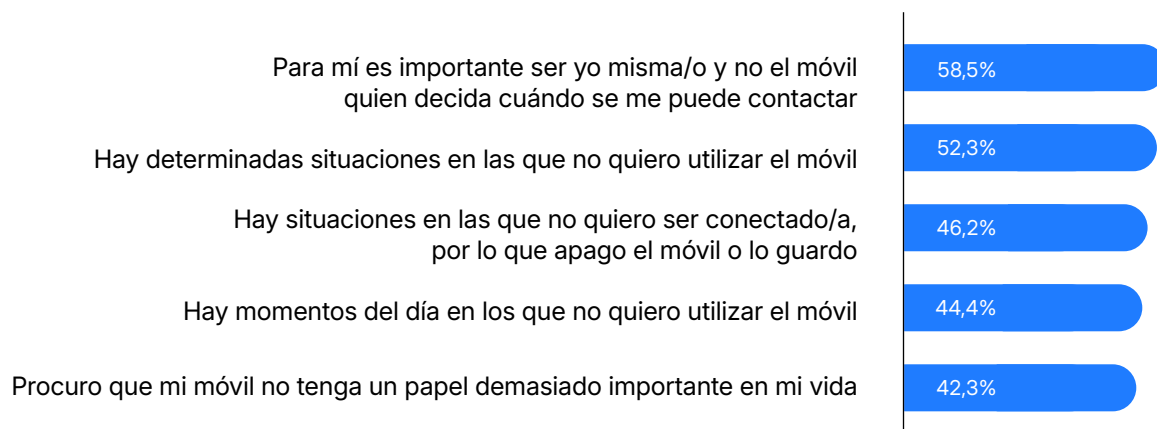 Para mí es importante ser yo misma/o y no el móvil
quien decida cuándo se me puede contactar
58,5%
Hay determinadas situaciones en las que no quiero utilizar el móvil
52,3%
Hay situaciones en las que no quiero ser conectado/a,
por lo que apago el móvil o lo guardo
46,2%
Hay momentos del día en los que no quiero utilizar el móvil
44,4%
Procuro que mi móvil no tenga un papel demasiado importante en mi vida
42,3%